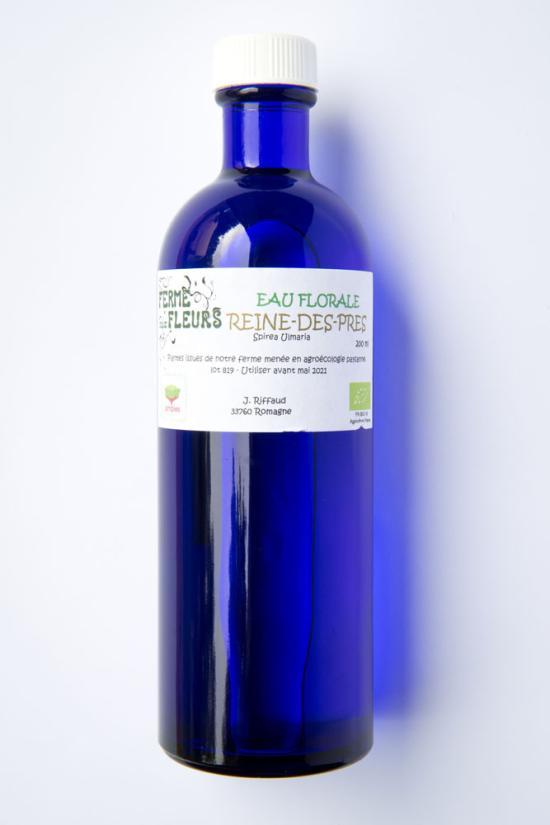 FERME
FLEURS
EAU FLORALE
REINE-DES-PRES
Spirea Ulmaria
200 ml
Plantes issues de notre ferme menée en agroécologie paysanne
lot 819 - Utiliser avant mai 2021
simples
J. Riffaud
33760 Romagne